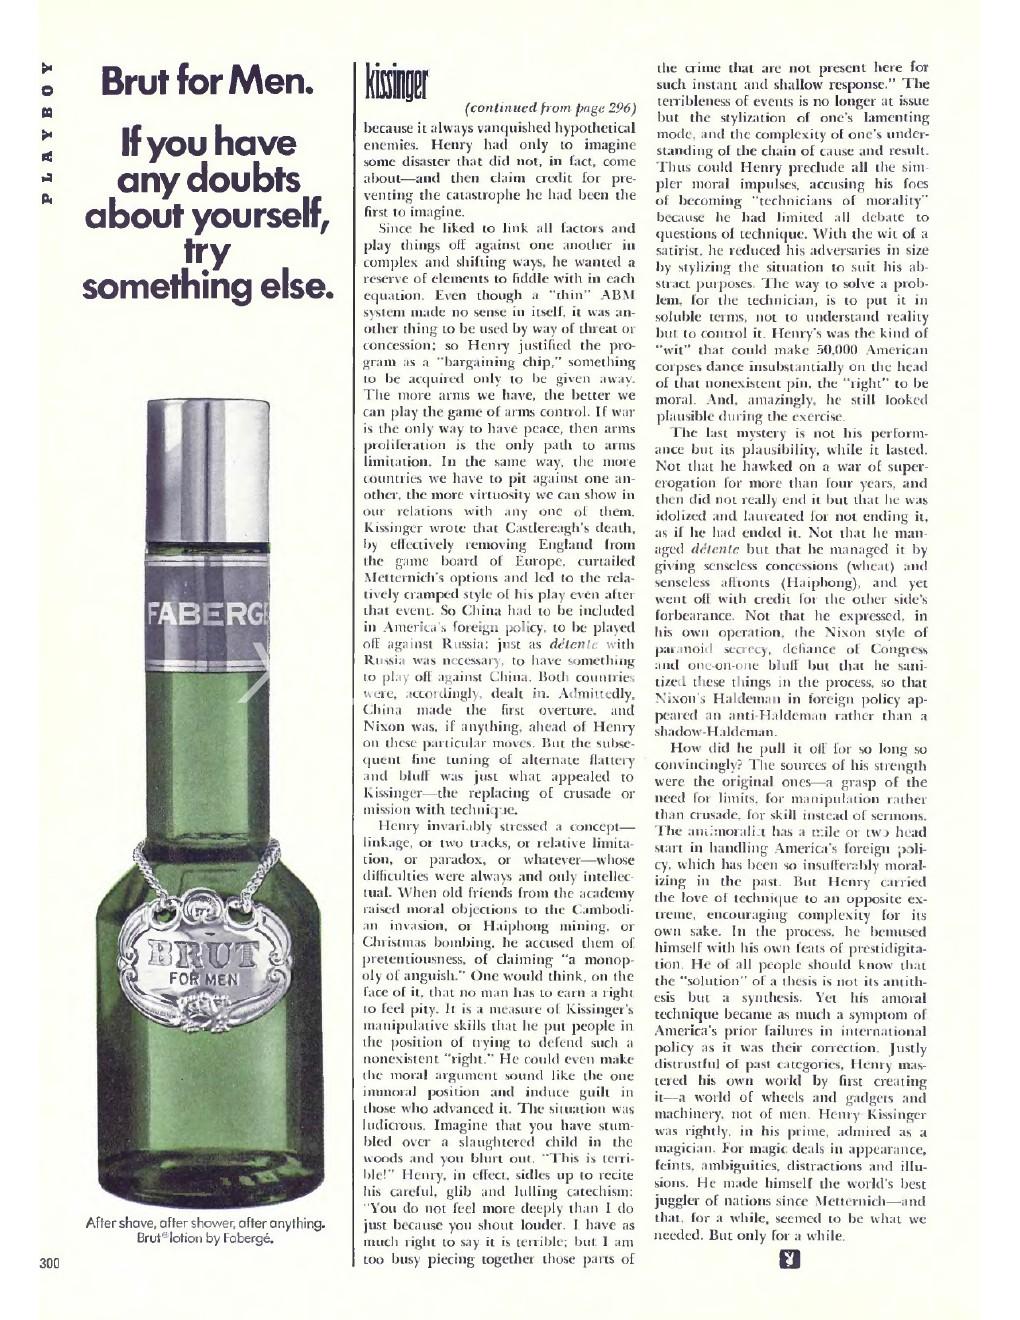 PLAYBOY
Brut for Men.
If you have
any doubts
about yourself,
try
something else.
FABERGE
BRUT
FOR MEN
After shave, after shower, after anything.
Brut® lotion by Fabergé.
300
kissinger
(continued from page 296)
because it always vanquished hypothetical
enemies. Henry had only to imagine
some disaster that did not, in fact, come
about—and then claim credit for pre-
venting the catastrophe he had been the
first to imagine.
Since he liked to link all factors and
play things off against one another in
complex and shifting ways, he wanted a
reserve of elements to fiddle with in each
equation. Even though a "thin" ABM
system made no sense in itself, it was an-
other thing to be used by way of threat or
concession; so Henry justified the pro-
gram as a "bargaining chip," something
to be acquired only to be given away.
The more arms we have, the better we
can play the game of arms control. If war
is the only way to have peace, then arms
proliferation is the only path to arms
limitation. In the same way, the more
countries we have to pit against one an-
other, the more virtuosity we can show in
our relations with any one of them.
Kissinger wrote that Castlereagh's death,
by effectively removing England from
the game board of Europe, curtailed
Metternich's options and led to the rela-
tively cramped style of his play even after
that event. So China had to be included
in America's foreign policy, to be played
off against Russia; just as détente with
Russia was necessary, to have something
to play off against China. Both countries
were, accordingly, dealt in. Admittedly,
China made the first overture, and
Nixon was, if anything, ahead of Henry
on these particular moves. But the subse-
quent fine tuning of alternate flattery
and bluff was just what appealed to
Kissinger—the replacing of crusade or
mission with technique.
Henry invariably stressed a concept—
linkage, or two tracks, or relative limita-
tion, or paradox, or whatever—whose
difficulties were always and only intellec-
tual. When old friends from the academy
raised moral objections to the Cambodi-
an invasion, or Haiphong mining, or
Christmas bombing, he accused them of
pretentiousness, of claiming "a monop-
oly of anguish." One would think, on the
face of it, that no man has to earn a right
to feel pity. It is a measure of Kissinger's
manipulative skills that he put people in
the position of trying to defend such a
nonexistent "right." He could even make
the moral argument sound like the one
immoral position and induce guilt in
those who advanced it. The situation was
ludicrous. Imagine that you have stum-
bled over a slaughtered child in the
woods and you blurt out, "This is terri-
ble!" Henry, in effect, sidles up to recite
his careful, glib and lulling catechism:
"You do not feel more deeply than I do
just because you shout louder. I have as
much right to say it is terrible; but I am
too busy piecing together those parts of
the crime that are not present here for
such instant and shallow response." The
terribleness of events is no longer at issue
but the stylization of one's lamenting
mode, and the complexity of one's under-
standing of the chain of cause and result.
Thus could Henry preclude all the sim-
pler moral impulses, accusing his foes
of becoming "technicians of morality"
because he had limited all debate to
questions of technique. With the wit of a
satirist, he reduced his adversaries in size
by stylizing the situation to suit his ab-
stract purposes. The way to solve a prob-
lem, for the technician, is to put it in
soluble terms, not to understand reality
but to control it. Henry's was the kind of
"wit" that could make 50,000 American
corpses dance insubstantially on the head
of that nonexistent pin, the "right" to be
moral. And, amazingly, he still looked
plausible during the exercise.
The last mystery is not his perform-
ance but its plausibility, while it lasted.
Not that he hawked on a war of super-
erogation for more than four years, and
then did not really end it but that he was
idolized and laureated for not ending it,
as if he had ended it. Not that he man-
aged détente but that he managed it by
giving senseless concessions (wheat) and
senseless affronts (Haiphong), and yet
went off with credit for the other side's
forbearance. Not that he expressed, in
his own operation, the Nixon style of
paranoid secrecy, defiance of Congress
and one-on-one bluff but that he sani-
tized these things in the process, so that
Nixon's Haldeman in foreign policy ap-
peared an anti-Haldeman rather than a
shadow-Haldeman.
How did he pull it off for so long so
convincingly? The sources of his strength
were the original ones—a grasp of the
need for limits, for manipulation rather
than crusade, for skill instead of sermons.
The antimoralist has a mile or two head
start in handling America's foreign poli-
cy, which has been so insufferably moral-
izing in the past. But Henry carried
the love of technique to an opposite ex-
treme, encouraging complexity for its
own sake. In the process, he bemused
himself with his own feats of prestidigita-
tion. He of all people should know that
the "solution" of a thesis is not its antith-
esis but a synthesis. Yet his amoral
technique became as much a symptom of
America's prior failures in international
policy as it was their correction. Justly
distrustful of past categories, Henry mas-
tered his own world by first creating
it—a world of wheels and gadgets and
machinery, not of men. Henry Kissinger
was rightly, in his prime, admired as a
magician. For magic deals in appearance,
feints, ambiguities, distractions and illu-
sions. He made himself the world's best
juggler of nations since Metternich—and
that, for a while, seemed to be what we
needed. But only for a while.